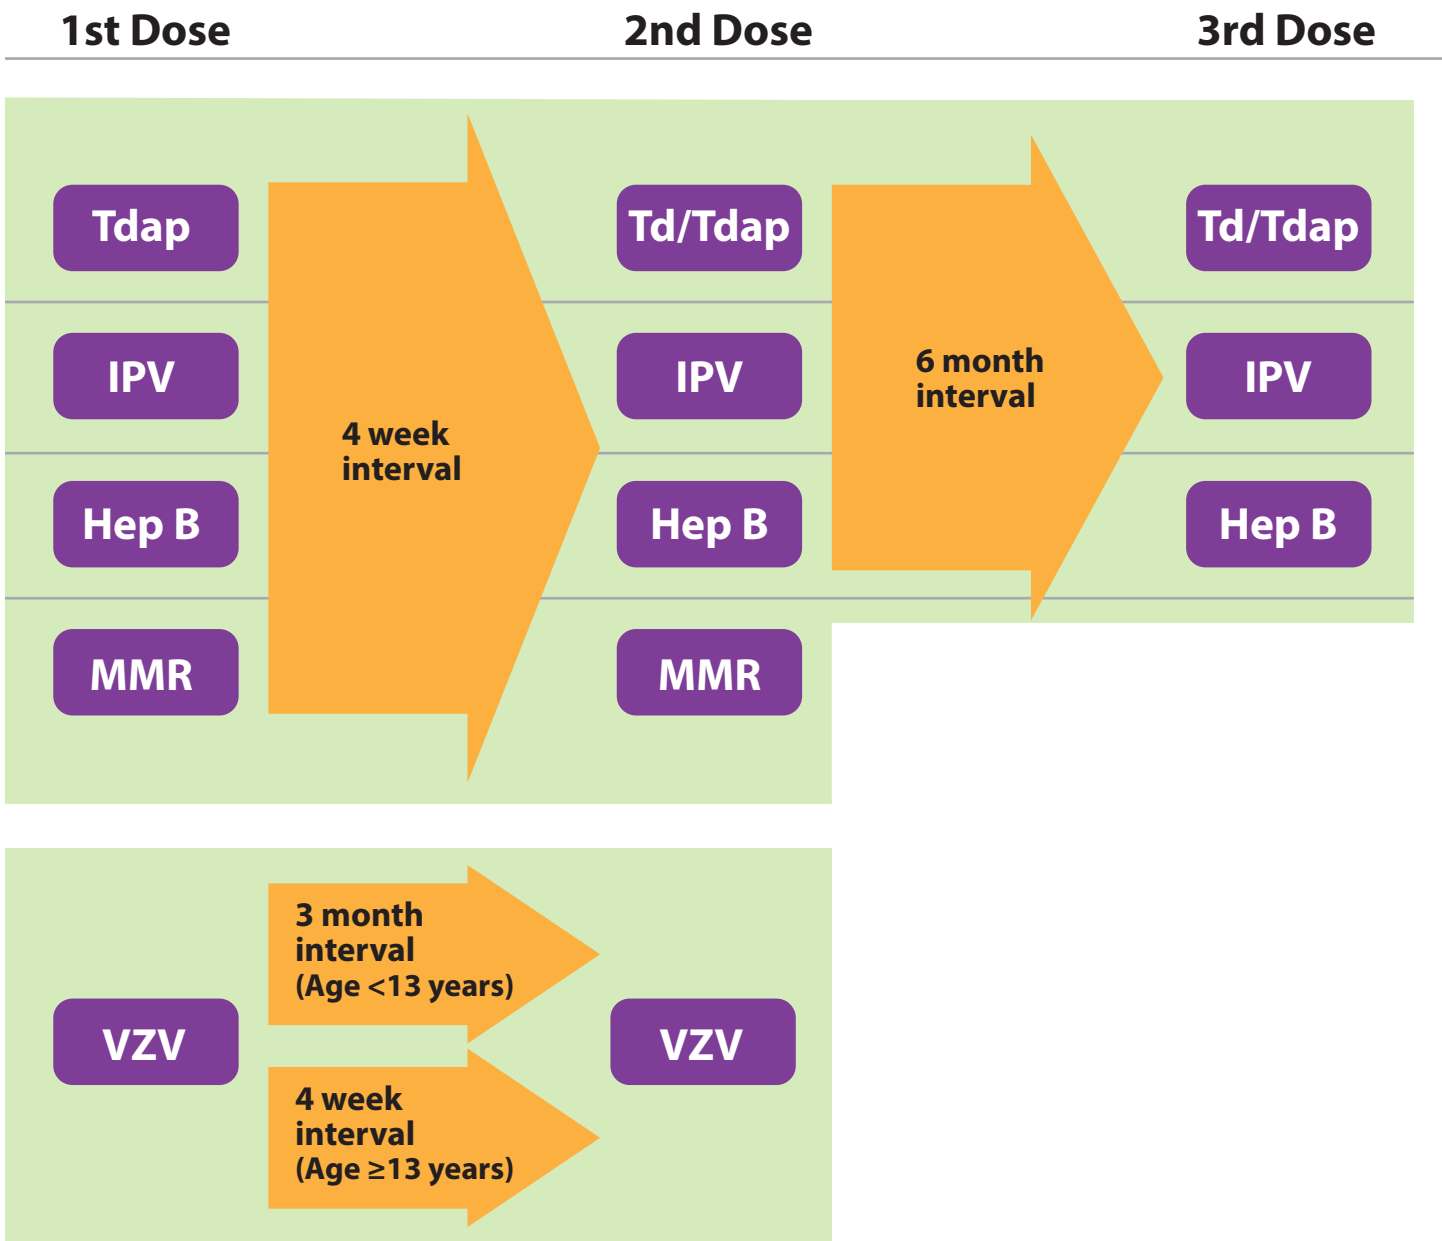 1st Dose
2nd Dose
3rd Dose
Tdap
Td/Tdap
Td/Tdap
IPV
IPV
IPV
4 week
interval
6 month
interval
Hep B
Hep B
Hep B
MMR
MMR
3 month
interval
(Age <13 years)
VZV
VZV
4 week
interval
(Age ≥13 years)